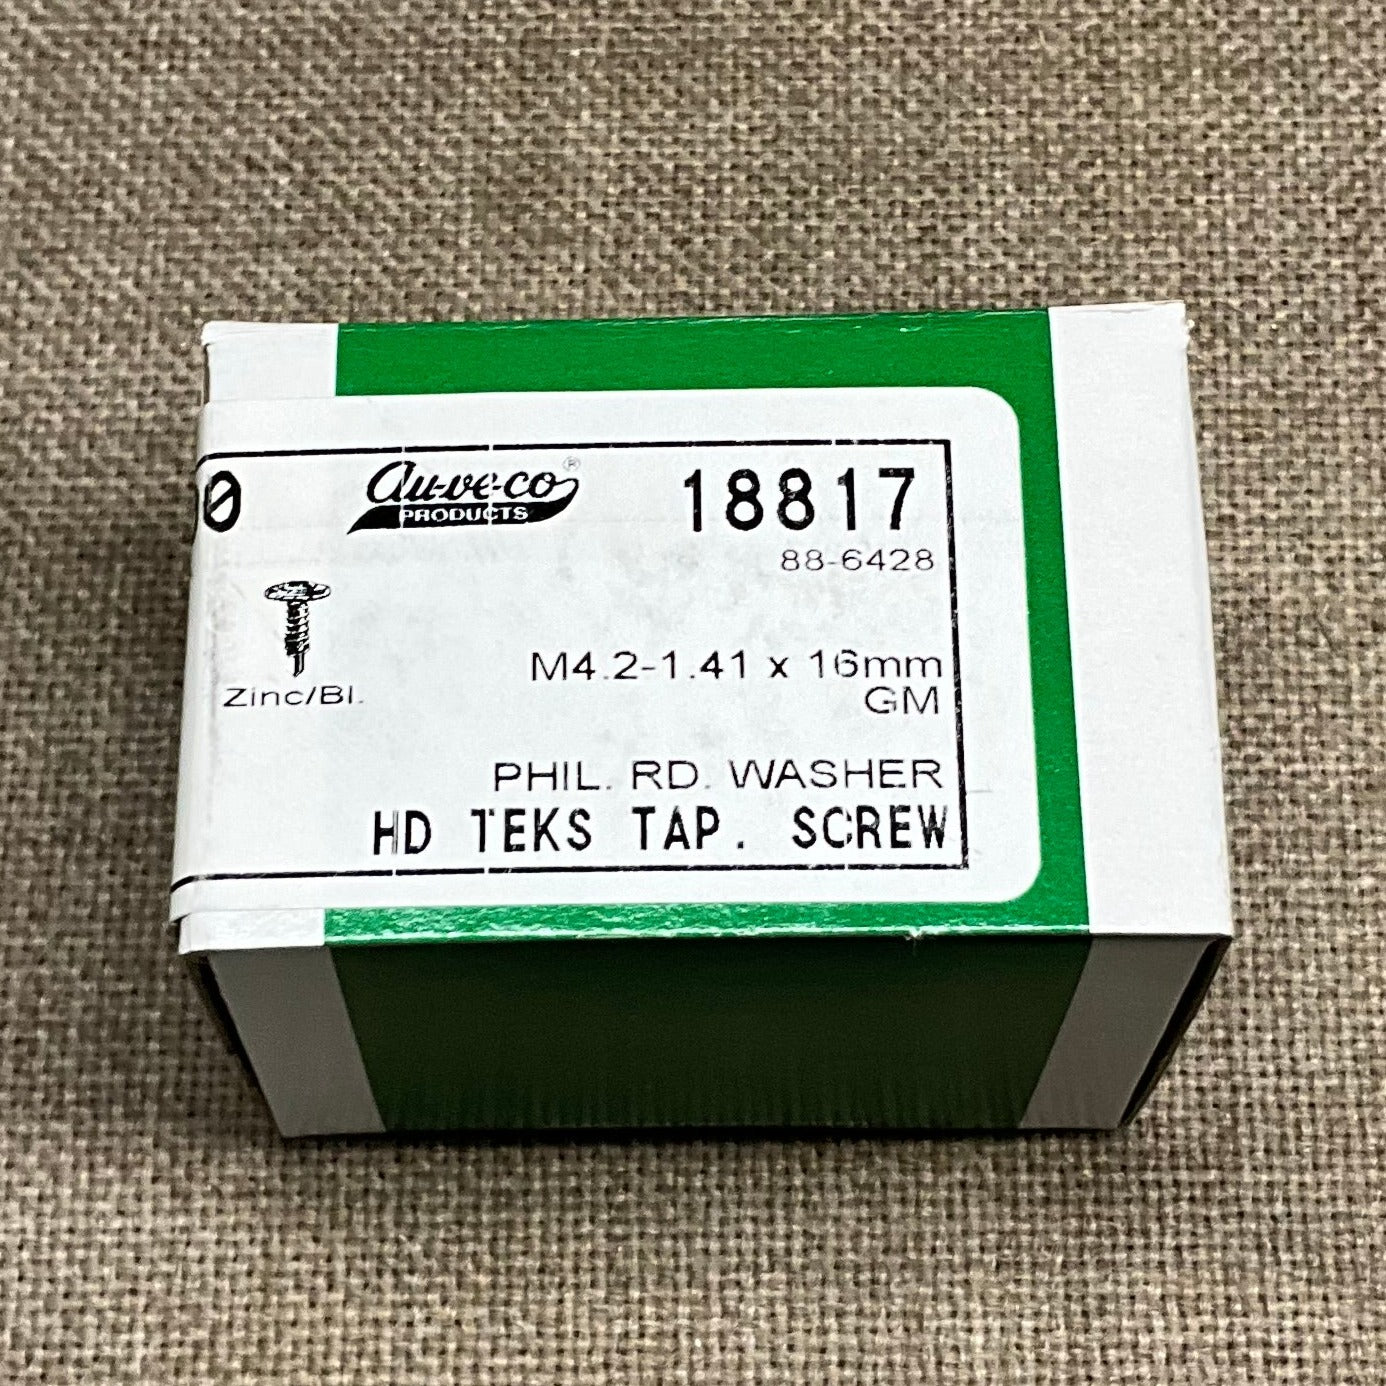 au-ve-co® 18817
PRODUCTS
88-6428
M4.2-1.41 x 16mm
Zinc/Bl. GM
PHIL. RD. WASHER
HD TEKS TAP. SCREW